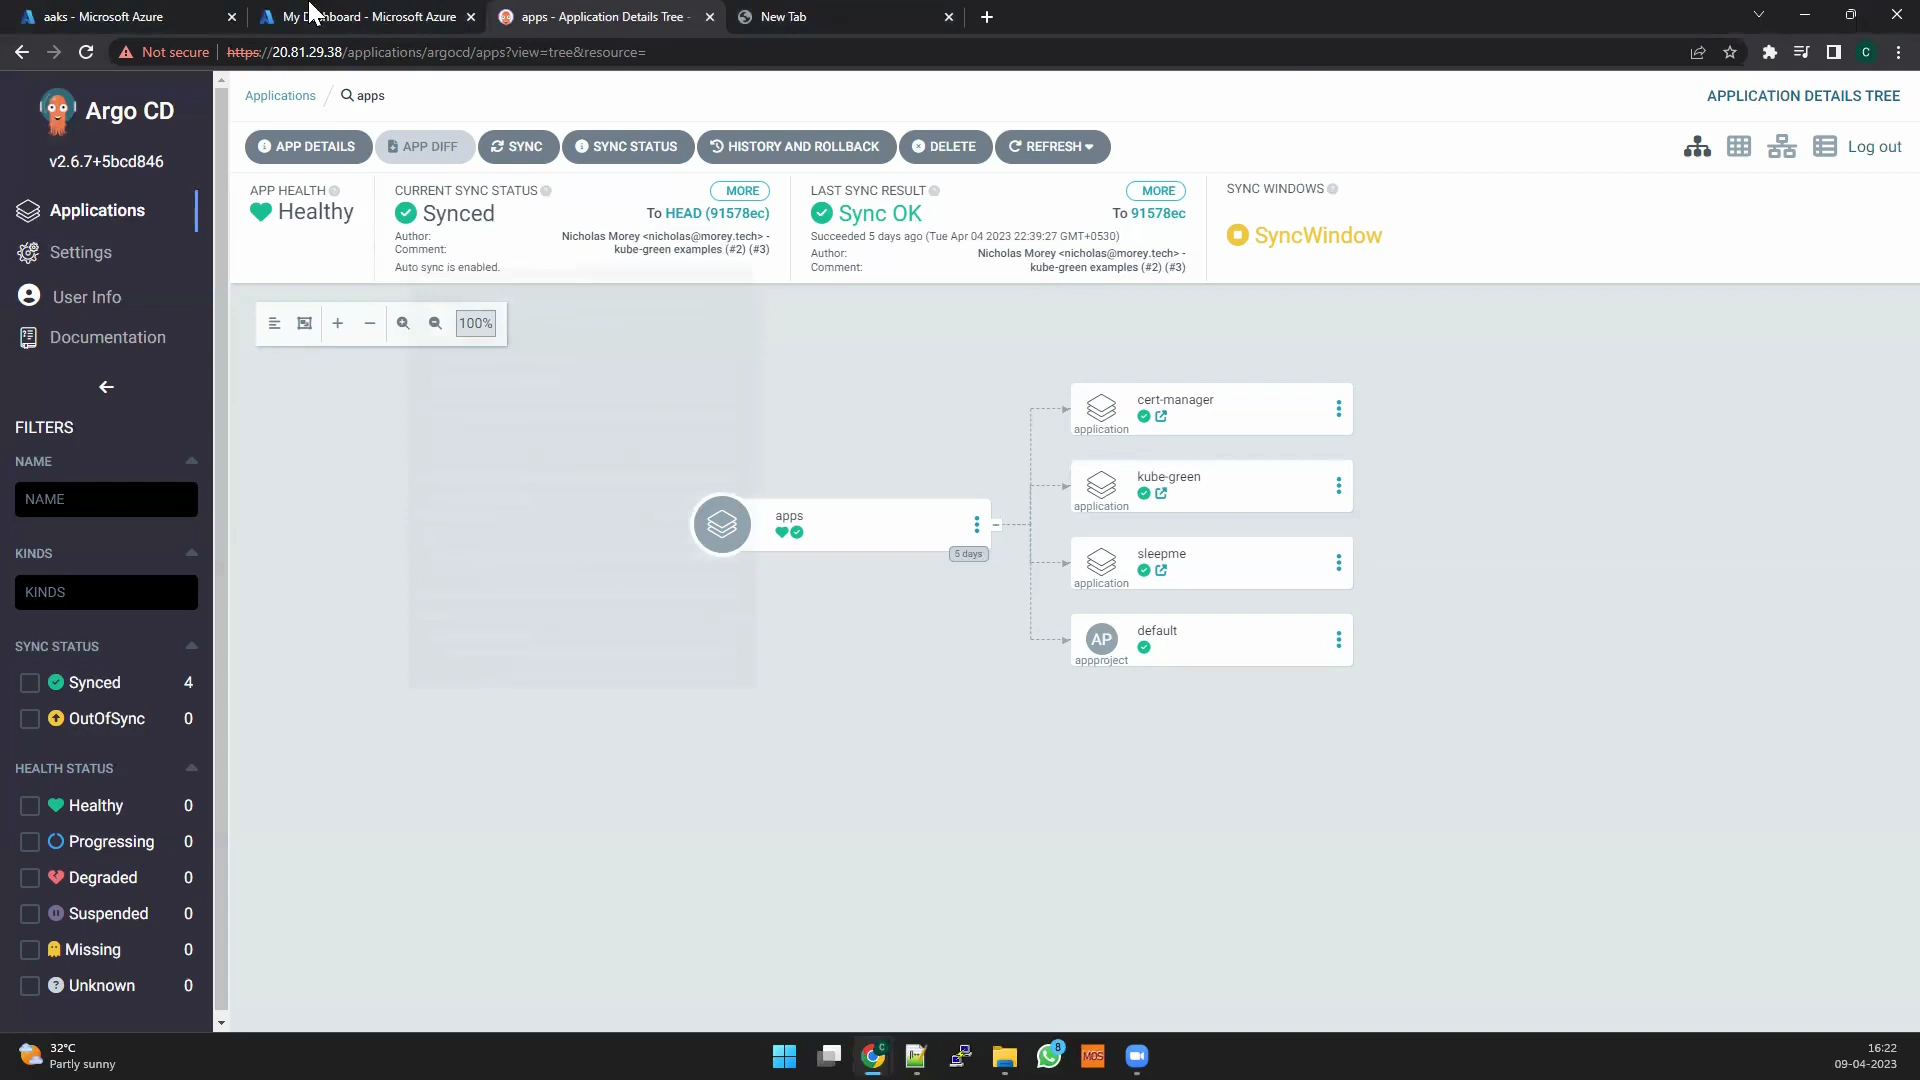 aaks - Microsoft Azure
My D hboard - Microsoft Azure
apps - Application Details Tree -
New Tab
Not secure
https://20.81.29.38/applications/argocd/apps?view=tree&resource=
C
Argo CD
v2.6.7+5bcd846
Applications
Settings
User Info
Documentation
FILTERS
NAME
NAME
KINDS
KINDS
SYNC STATUS
Synced 4
OutOfSync 0
HEALTH STATUS
Healthy 0
Progressing 0
Degraded 0
Suspended 0
Missing 0
Unknown 0
Applications / apps
APPLICATION DETAILS TREE
APP DETAILS
APP DIFF
SYNC
SYNC STATUS
HISTORY AND ROLLBACK
DELETE
REFRESH
Log out
APP HEALTH
Healthy
CURRENT SYNC STATUS
MORE
Synced
To HEAD (91578ec)
Author: Nicholas Morey <nicholas@morey.tech> -
Comment: kube-green examples (#2) (#3)
Auto sync is enabled.
LAST SYNC RESULT
MORE
Sync OK
To 91578ec
Succeeded 5 days ago (Tue Apr 04 2023 22:39:27 GMT+0530)
Author: Nicholas Morey <nicholas@morey.tech> -
Comment: kube-green examples (#2) (#3)
SYNC WINDOWS
SyncWindow
100%
apps
5 days
cert-manager
application
kube-green
application
sleepme
application
AP
default
appproject
32°C
Partly sunny
C
8
MOS
16:22
09-04-2023